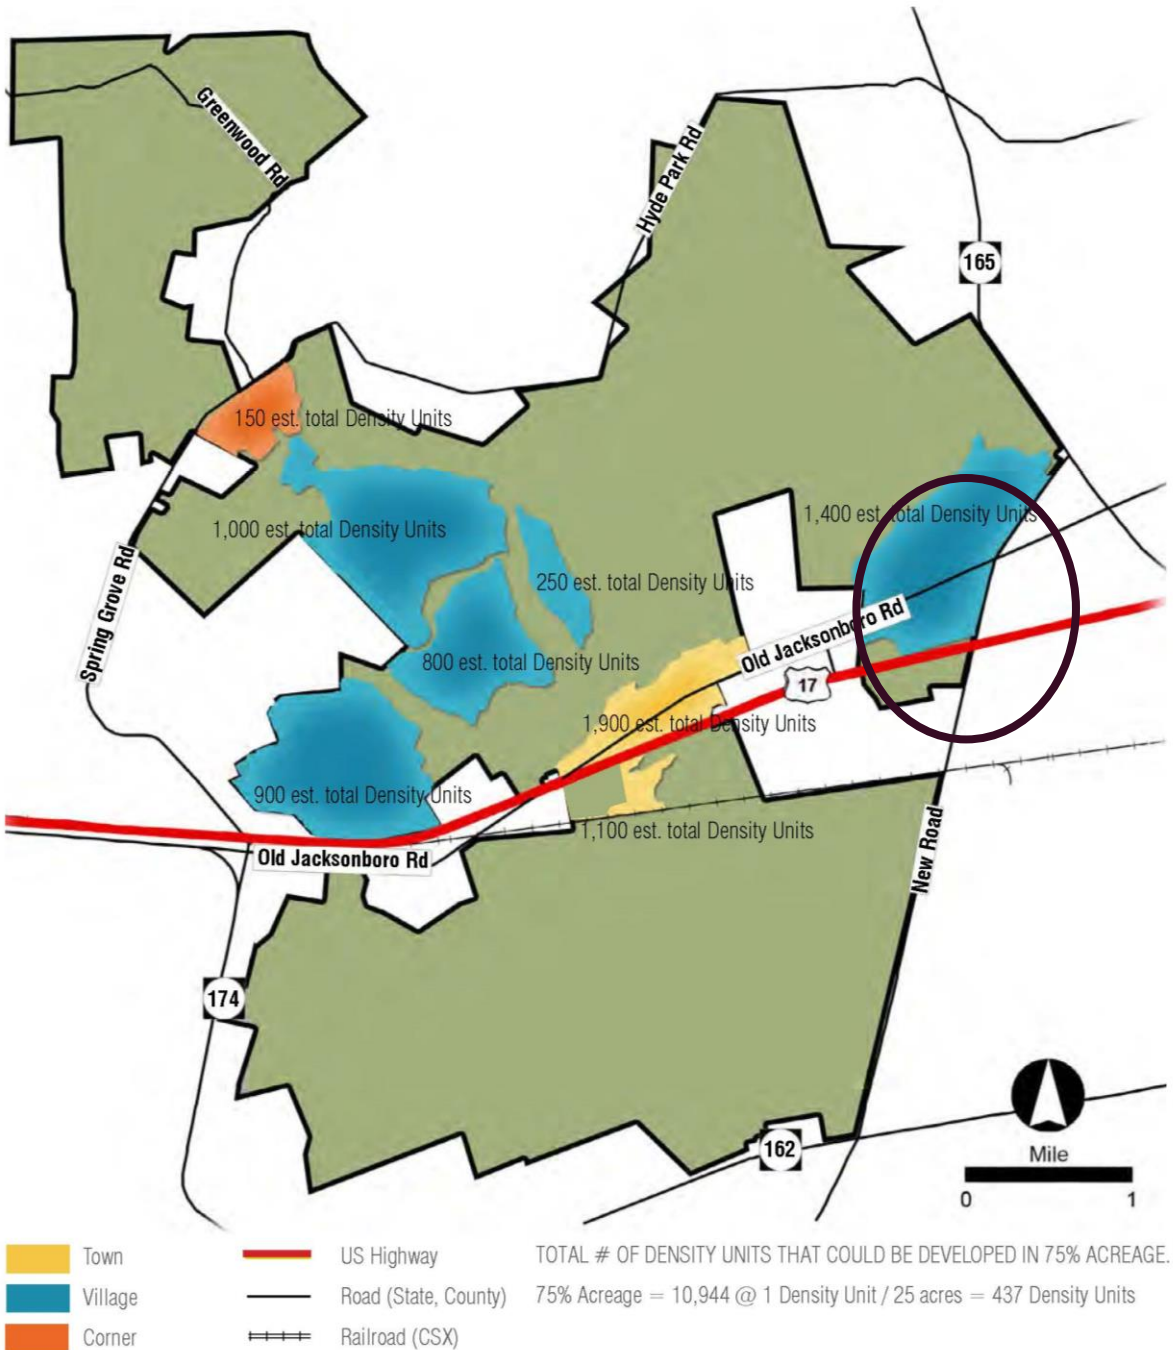 Greenwood Rd
Hyde Park Rd
165
150 est. total Density Units
1,000 est. total Density Units
1,400 est. total Density Units
250 est. total Density Units
Spring Grove Rd
Old Jacksonboro Rd
800 est. total Density Units
17
1,900 est. total Density Units
900 est. total Density Units
1,100 est. total Density Units
Old Jacksonboro Rd
New Road
174
162
Mile
0 1
Town
Village
Corner
US Highway
Road (State, County)
Railroad (CSX)
TOTAL # OF DENSITY UNITS THAT COULD BE DEVELOPED IN 75% ACREAGE.
75% Acreage = 10,944 @ 1 Density Unit / 25 acres = 437 Density Units